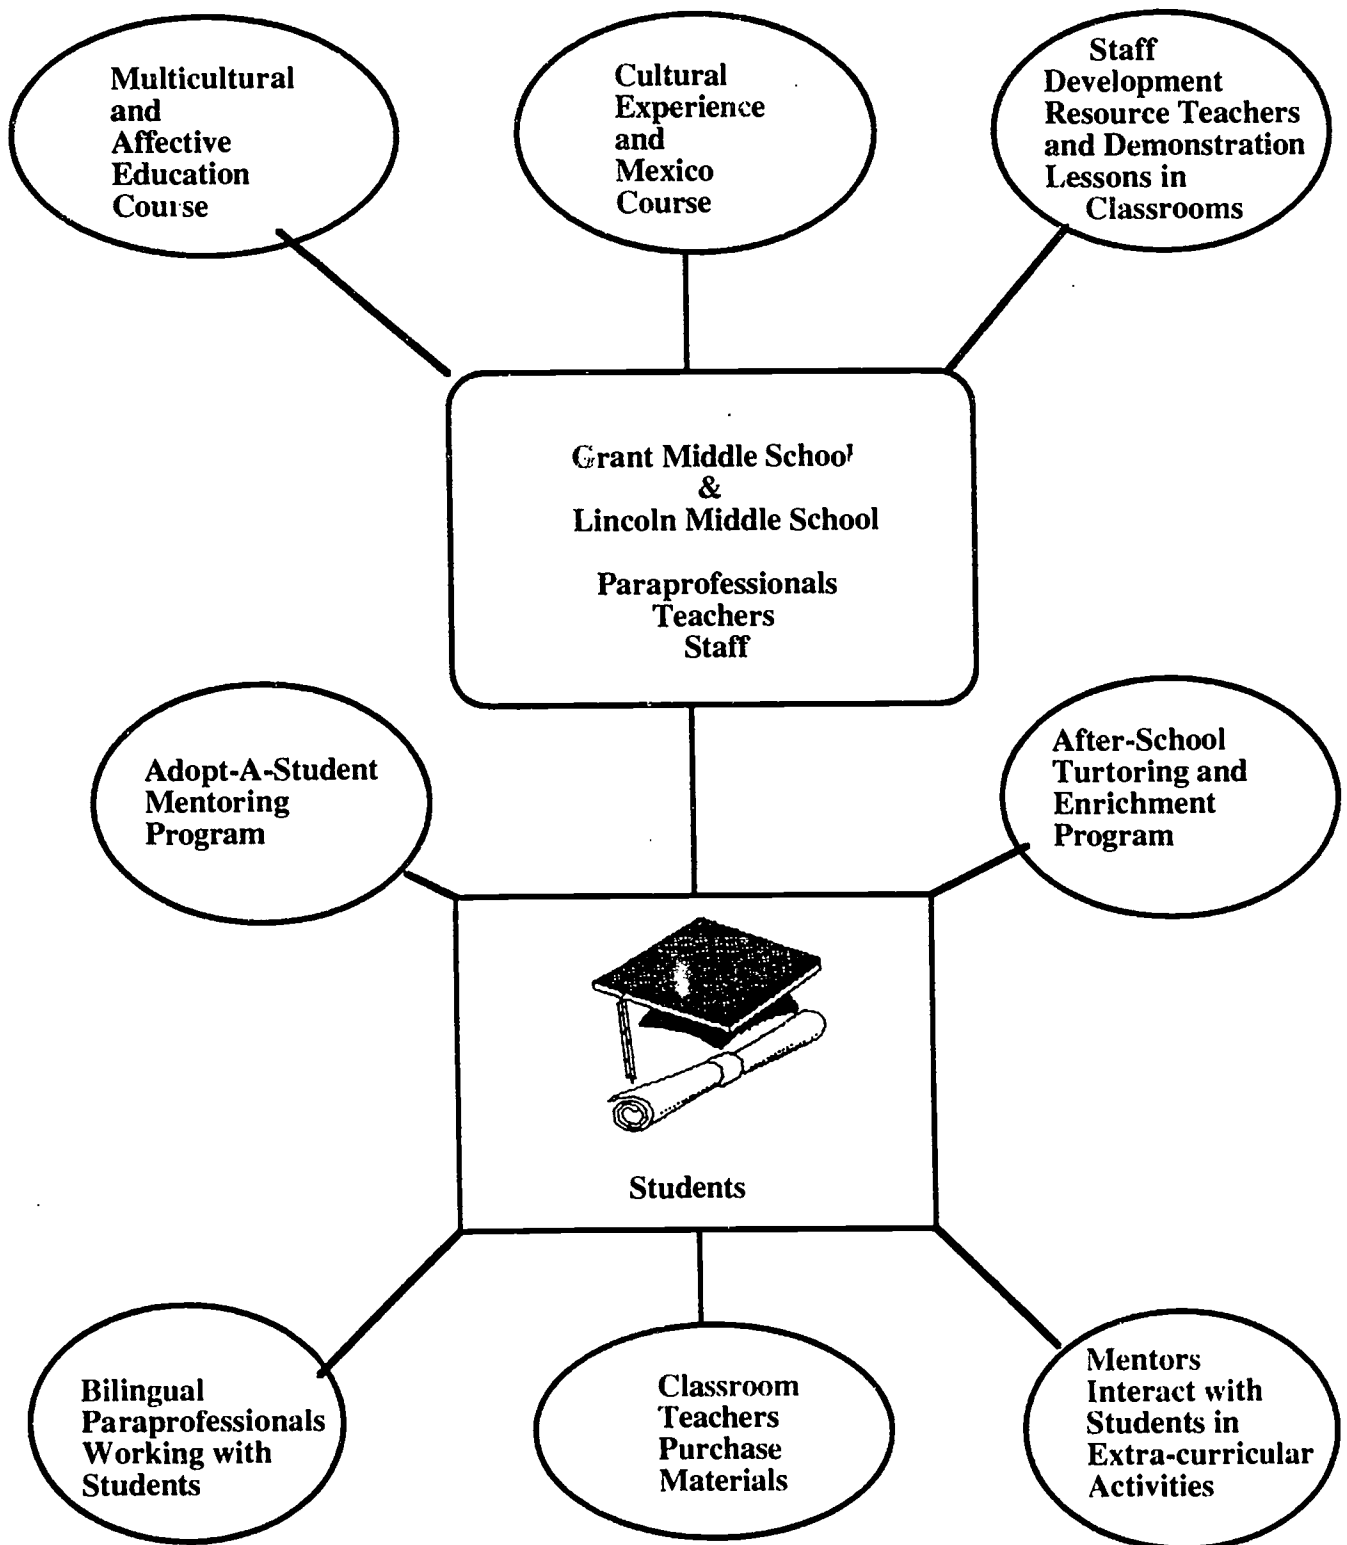 Multicultural
and
Affective
Education
Course
Cultural
Experience
and
Mexico
Course
Staff
Development
Resource Teachers
and Demonstration
Lessons in
Classrooms
Grant Middle School
&
Lincoln Middle School
Paraprofessionals
Teachers
Staff
Adopt-A-Student
Mentoring
Program
After-School
Turtoring and
Enrichment
Program
Students
Bilingual
Paraprofessionals
Working with
Students
Classroom
Teachers
Purchase
Materials
Mentors
Interact with
Students in
Extra-curricular
Activities